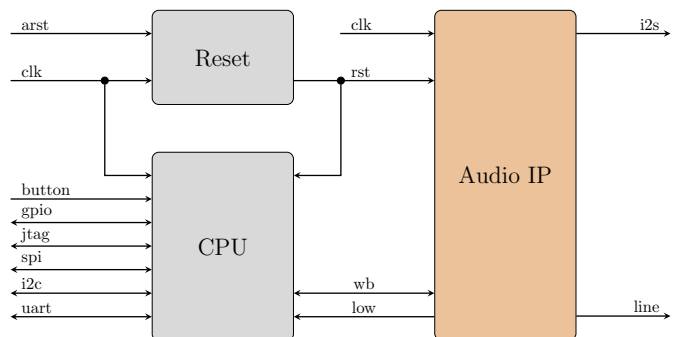 arst
clk
i2s
clk
Reset
rst
button
Audio IP
gpio
jtag
CPU
spi
i2c
wb
uart
low
line